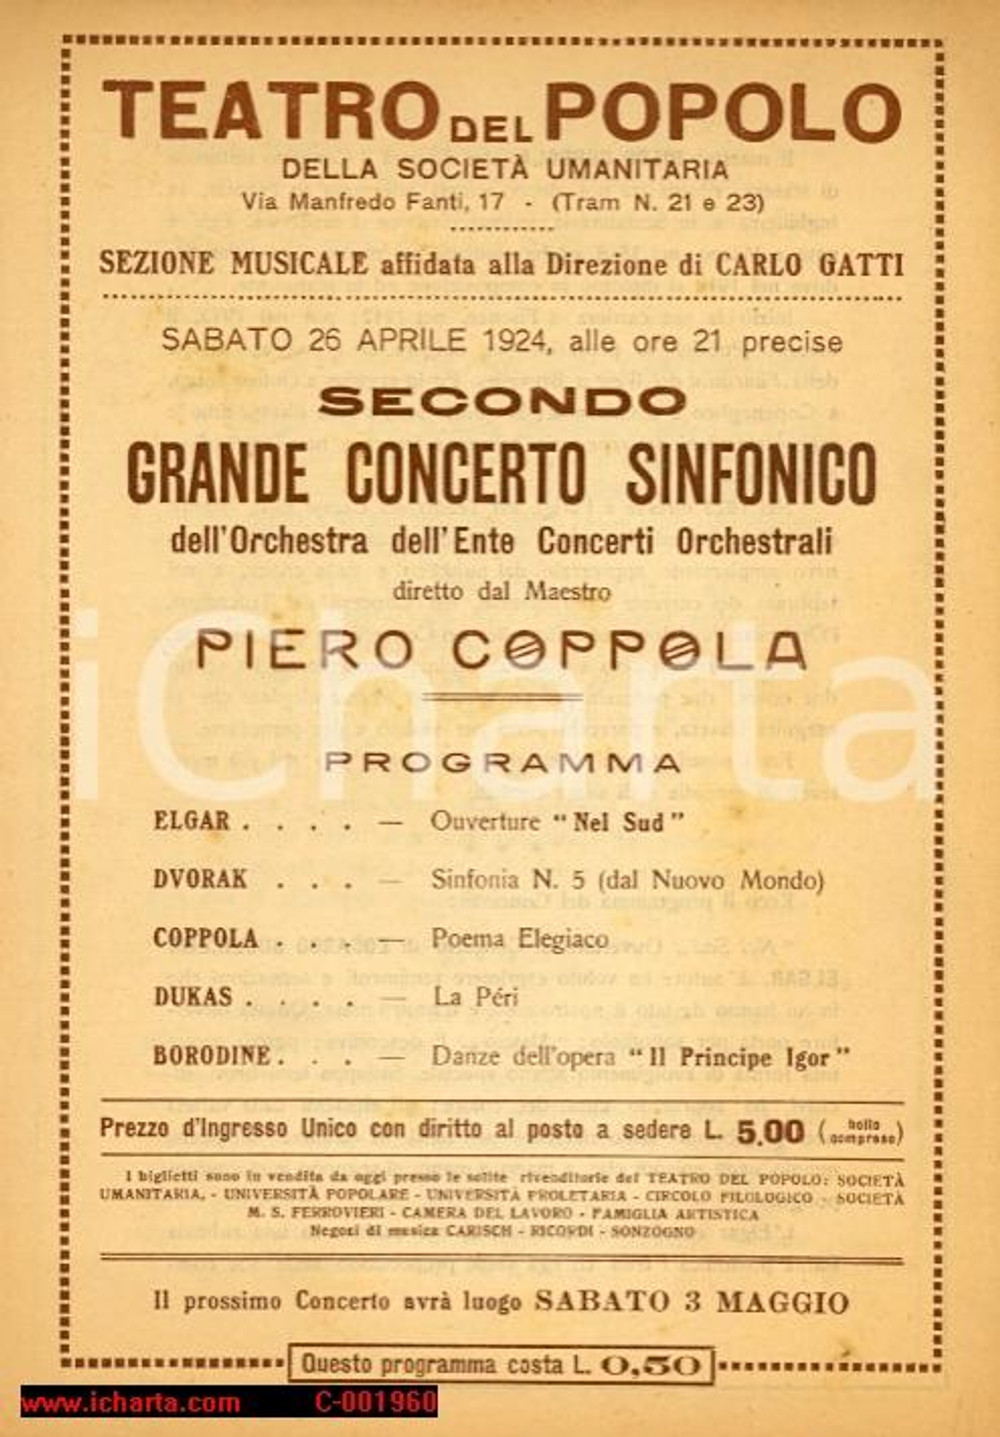 TEATRO DEL POPOLO
DELLA SOCIETÀ UMANITARIA
Via Manfredo Fanti, 17 - (Tram N. 21 e 23)
SEZIONE MUSICALE affidata alla Direzione di CARLO GATTI
SABATO 26 APRILE 1924, alle ore 21 precise
SECONDO
GRANDE CONCERTO SINFONICO
dell'Orchestra dell'Ente Concerti Orchestrali
diretto dal Maestro
PIERO COPPOLA
iCharta
PROGRAMMA
ELGAR . . . . — Ouverture "Nel Sud"
DVORAK . . . — Sinfonia N. 5 (dal Nuovo Mondo)
COPPOLA . . . — Poema Elegiaco
DUKAS . . . . — La Péri
BORODINE . . . — Danze dell'opera "Il Principe Igor"
Prezzo d'Ingresso Unico con diritto al posto a sedere L. 5,00 (bollo compreso)
I biglietti sono in vendita da oggi presso le solite rivenditorie del TEATRO DEL POPOLO: SOCIETÀ
UMANITARIA, - UNIVERSITÀ POPOLARE - UNIVERSITÀ PROLETARIA - CIRCOLO FILOLOGICO - SOCIETÀ
M. S. FERROVIERI - CAMERA DEL LAVORO - FAMIGLIA ARTISTICA
Negozi di musica CARISCH - RICORDI - SONZOGNO
Il prossimo Concerto avrà luogo SABATO 3 MAGGIO
Questo programma costa L. 0,50
www.icharta.com C-001960